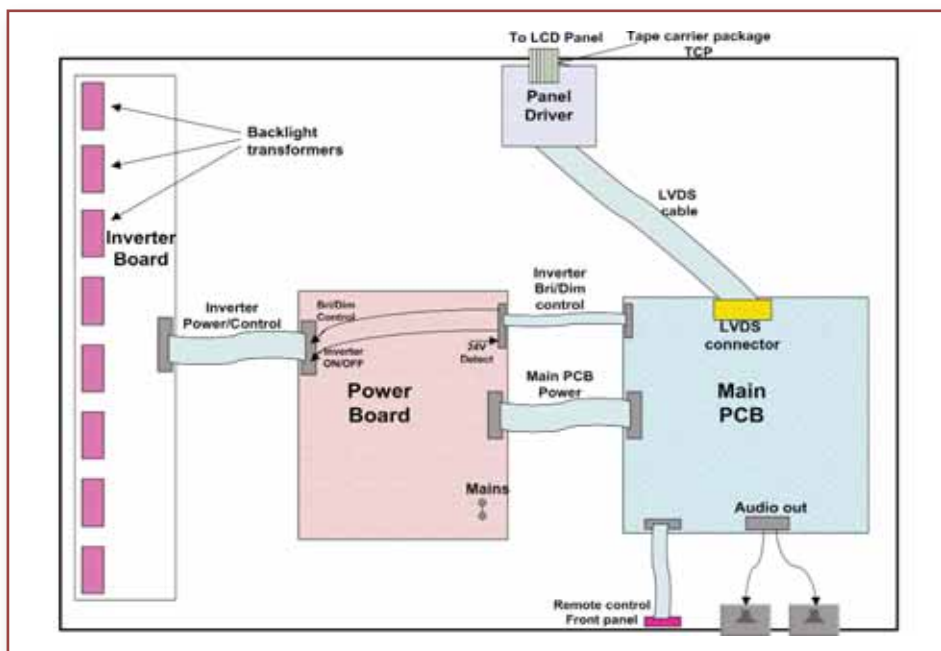 To LCD Panel
Tape carrier package
TCP
Panel
Driver
Backlight
transformers
LVDS
cable
Inverter
Board
Inverter
Power/Control
Bri/Dim
Control
Inverter
ON/OFF
24V
Detect
Inverter
Bri/Dim
control
LVDS
connector
Power
Board
Main PCB
Power
Main
PCB
Mains
Audio out
Remote control
Front panel